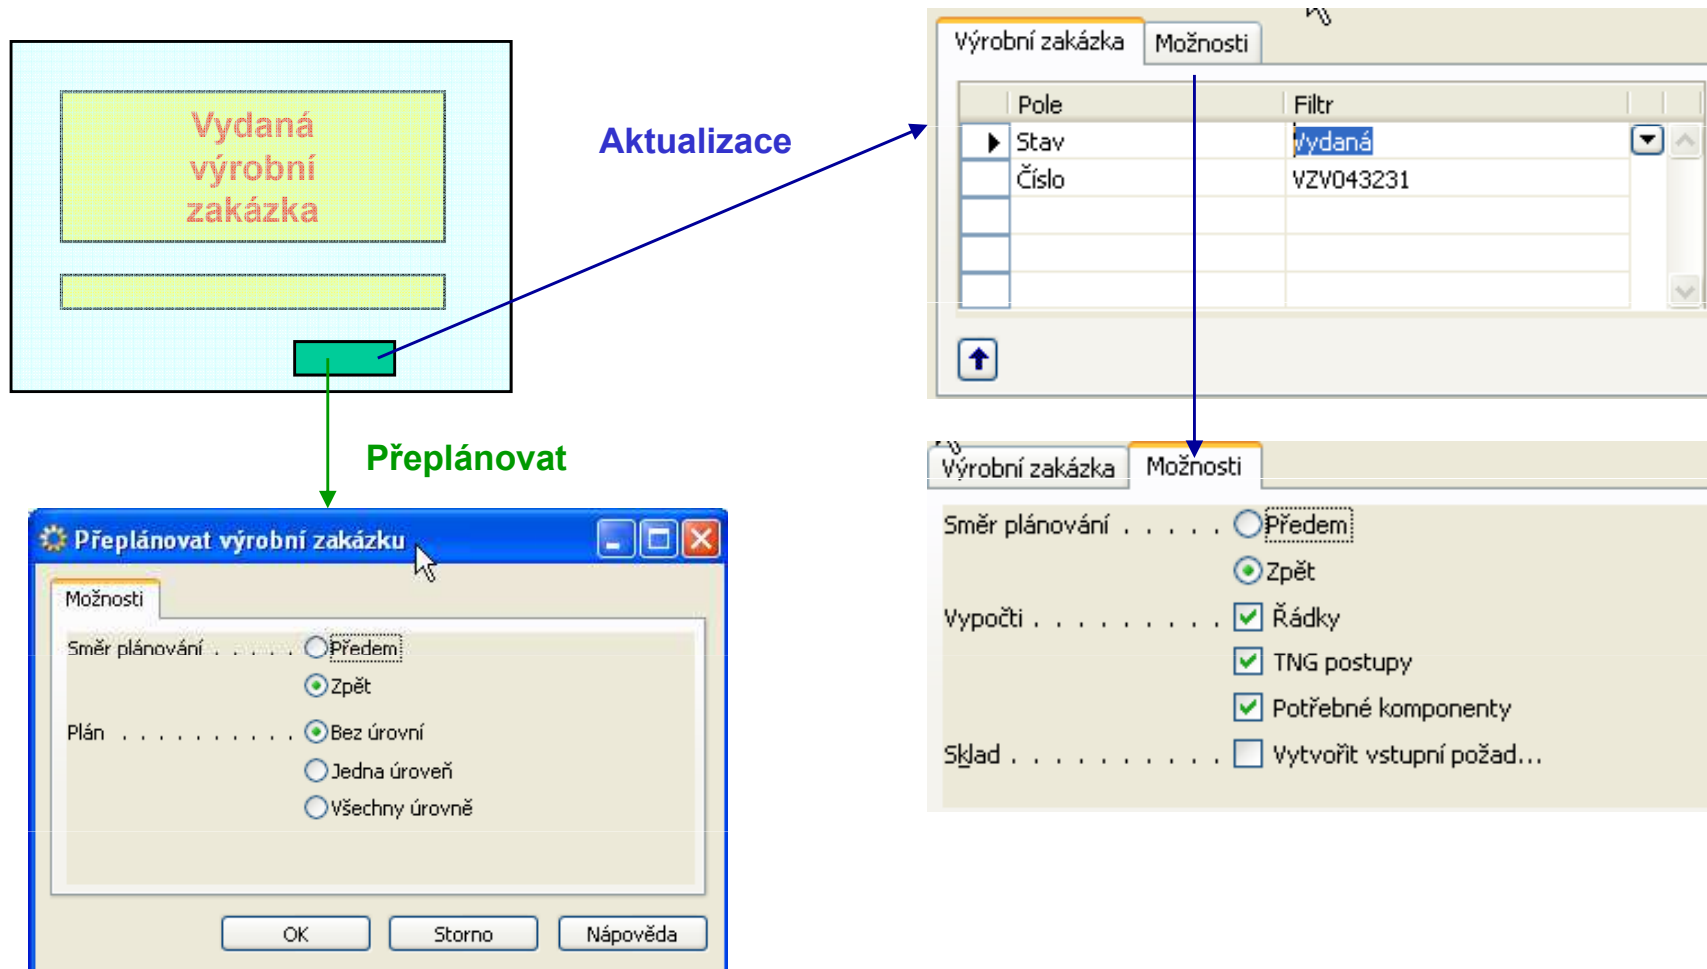 Vydaná
výrobní
zakázka
Aktualizace
Přeplánovat
Výrobní zakázka
Možnosti
Pole Filtr
Stav Vydaná
Číslo VZV043231
Výrobní zakázka
Možnosti
Směr plánování . . . . . Předem
Zpět
Vypočti . . . . . . . . . Řádky
TNG postupy
Potřebné komponenty
Sklad . . . . . . . . . . Vytvořit vstupní požad...
Přeplánovat výrobní zakázku
Možnosti
Směr plánování . . . . . Předem
Zpět
Plán . . . . . . . . . . Bez úrovní
Jedna úroveň
Všechny úrovně
OK Storno Nápověda